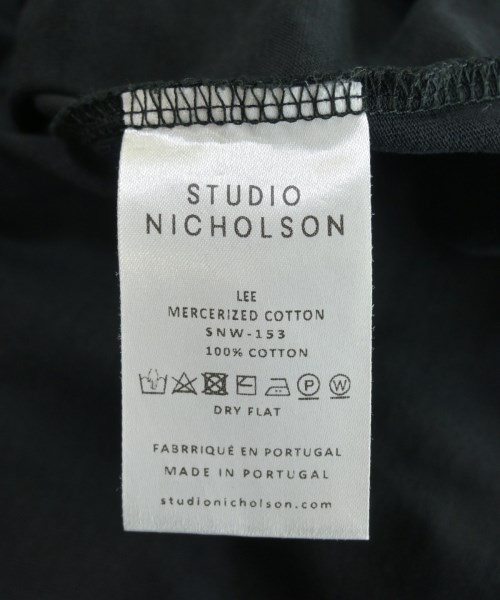 STUDIO
NICHOLSON
LEE
MERCERIZED COTTON
SNW-153
100% COTTON
P W
DRY FLAT
FABRRIQUÉ EN PORTUGAL
MADE IN PORTUGAL
studionicholson.com